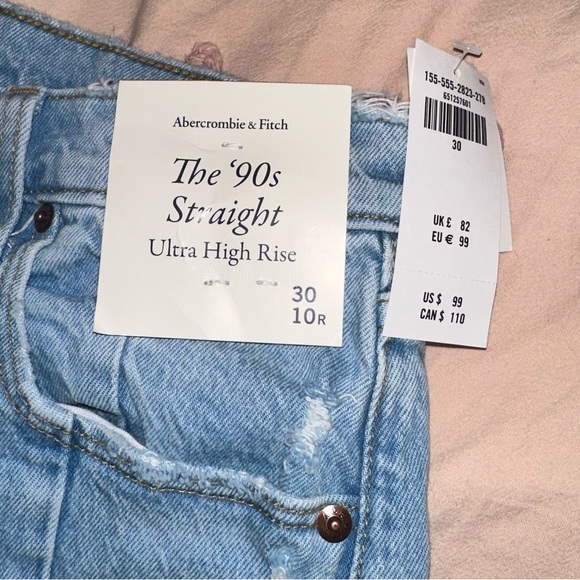 Abercrombie & Fitch
The ‘90s
Straight
Ultra High Rise
30
10R
155-555-2823-278
651257601
30
UK £ 82
EU € 99
US $ 99
CAN $ 110